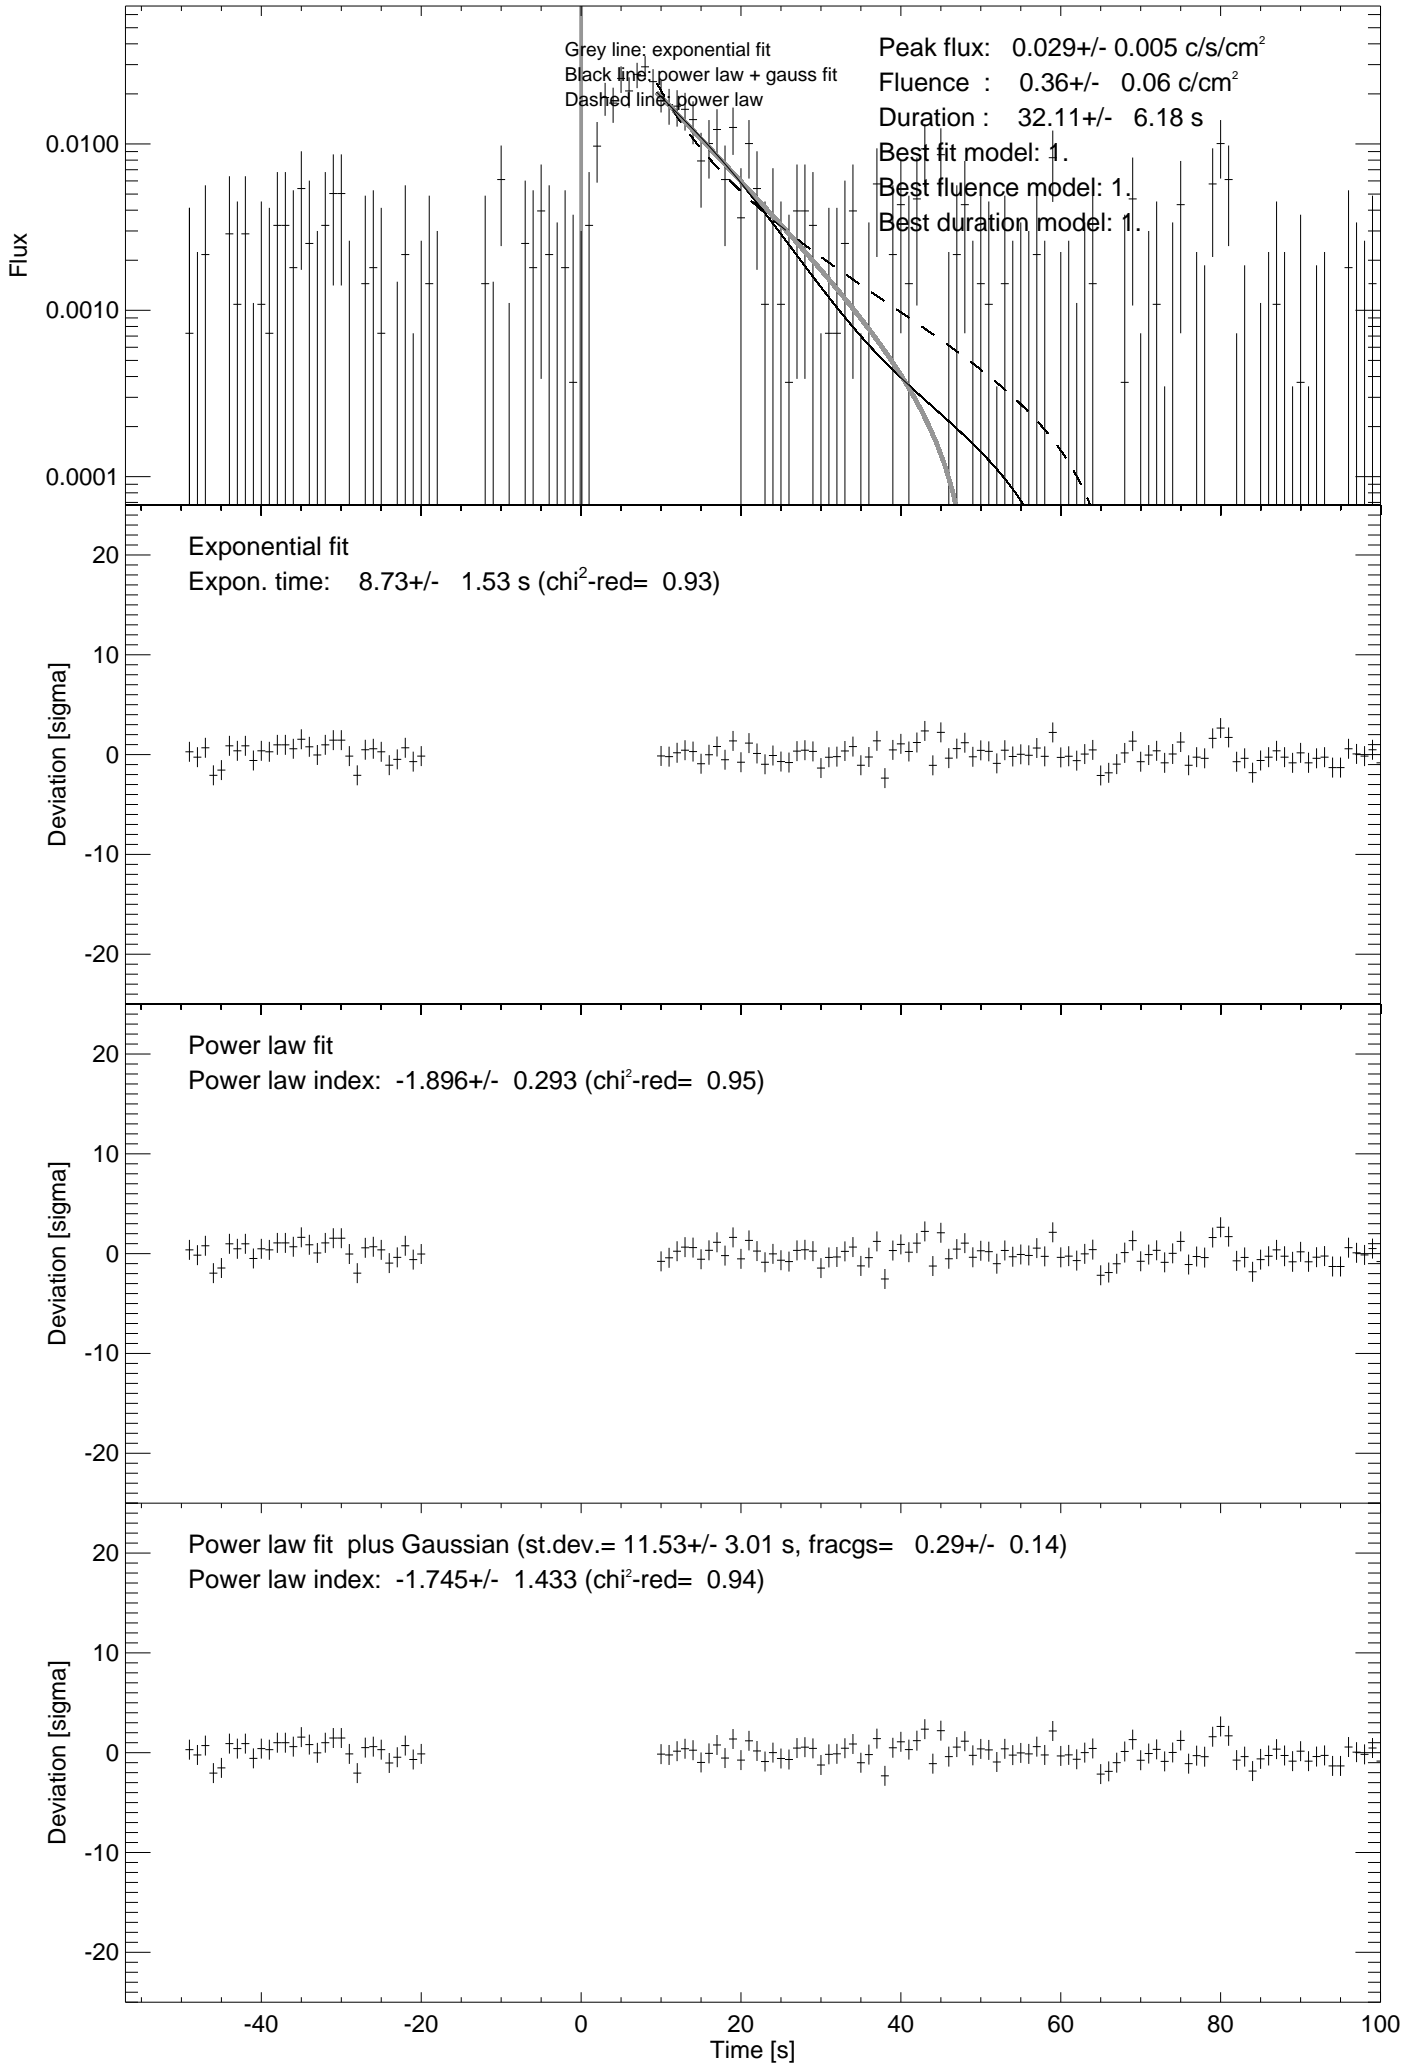 Grey line: exponential fit
Black line: power law + gauss fit
Dashed line: power law
Peak flux: 0.029+/- 0.005 c/s/cm²
Fluence : 0.36+/- 0.06 c/cm²
Duration : 32.11+/- 6.18 s
Best fit model: 1.
Best fluence model: 1.
Best duration model: 1.
0.0100
0.0010
0.0001
Flux
Exponential fit
Expon. time: 8.73+/- 1.53 s (chi²-red= 0.93)
20
10
0
-10
-20
Deviation [sigma]
Power law fit
Power law index: -1.896+/- 0.293 (chi²-red= 0.95)
20
10
0
-10
-20
Deviation [sigma]
Power law fit plus Gaussian (st.dev.= 11.53+/- 3.01 s, fracgs= 0.29+/- 0.14)
Power law index: -1.745+/- 1.433 (chi²-red= 0.94)
20
10
0
-10
-20
Deviation [sigma]
-40 -20 0 20 40 60 80 100
Time [s]